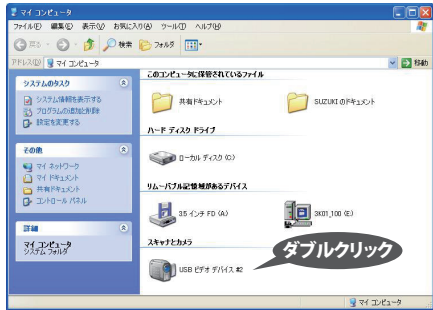 マイ コンピュータ
ファイル(F) 編集(E) 表示(V) お気に入り(A) ツール(T) ヘルプ(H)
戻る 検索 フォルダ
アドレス(D) マイ コンピュータ 移動
システムのタスク
システム情報を表示する
プログラムの追加と削除
設定を変更する
その他
マイ ネットワーク
マイ ドキュメント
共有ドキュメント
コントロール パネル
詳細
マイ コンピュータ
システム フォルダ
このコンピュータに保管されているファイル
共有ドキュメント SUZUKI のドキュメント
ハード ディスク ドライブ
ローカル ディスク (C:)
リムーバブル記憶域があるデバイス
3.5 インチ FD (A:) 3K01_100 (E:)
スキャナとカメラ
USB ビデオ デバイス #2
ダブルクリック
マイ コンピュータ